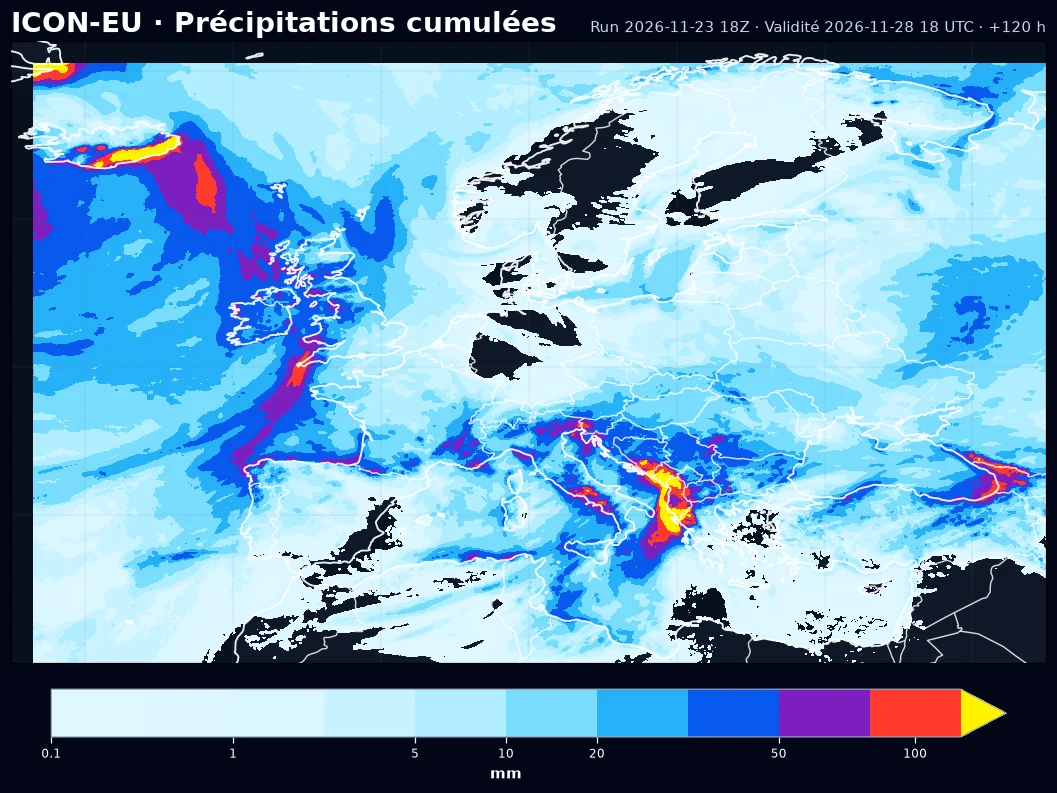 ICON-EU · Précipitations cumulées
Run 2026-11-23 18Z · Validité 2026-11-28 18 UTC · +120 h
0.1 1 5 10 20 50 100
mm